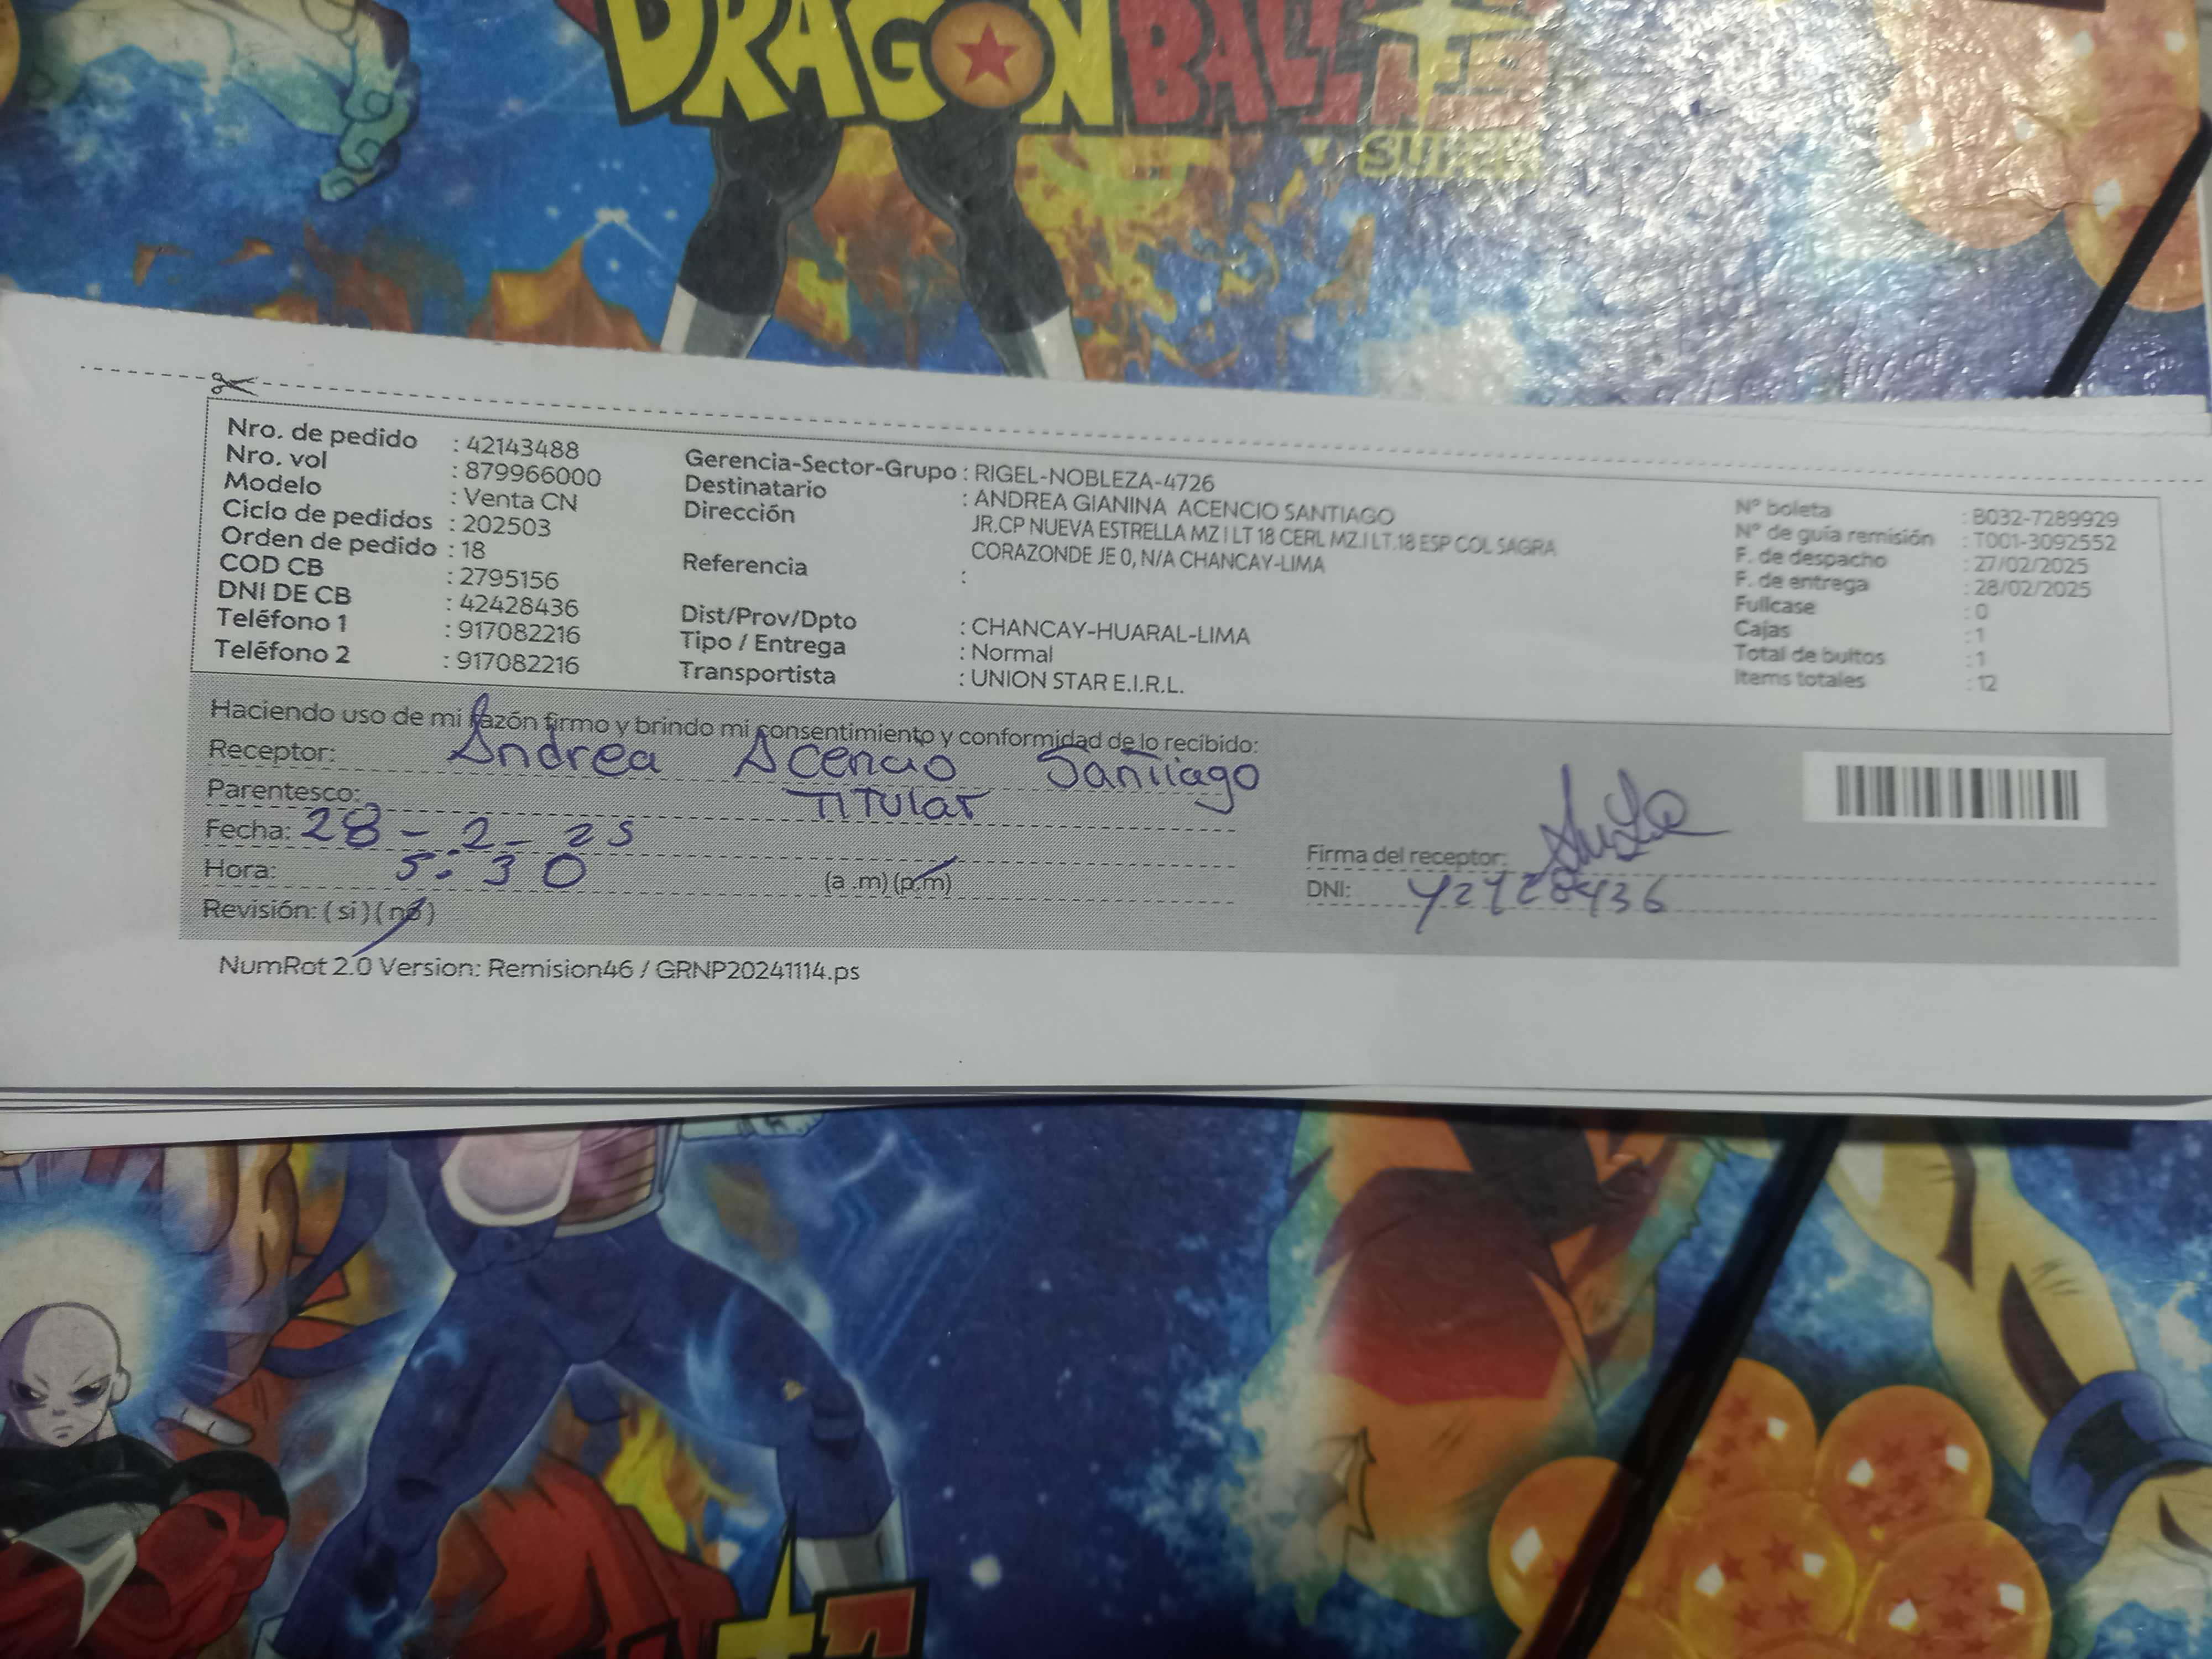 DRAGON BALL
SUPER
Nro. de pedido : 42143488
Nro. vol : 879966000
Modelo : Venta CN
Ciclo de pedidos : 202503
Orden de pedido : 18
COD CB : 2795156
DNI DE CB : 42428436
Teléfono 1 : 917082216
Teléfono 2 : 917082216
Gerencia-Sector-Grupo : RIGEL-NOBLEZA-4726
Destinatario : ANDREA GIANINA ACENCIO SANTIAGO
Dirección JR.CP NUEVA ESTRELLA MZ I LT 18 CERL MZ.I LT.18 ESP COL SAGRA
CORAZONDE JE 0, N/A CHANCAY-LIMA
Referencia :
Dist/Prov/Dpto : CHANCAY-HUARAL-LIMA
Tipo / Entrega : Normal
Transportista : UNION STAR E.I.R.L.
Nº boleta : B032-7289929
Nº de guía remisión : T001-3092552
F. de despacho : 27/02/2025
F. de entrega : 28/02/2025
Fullcase : 0
Cajas : 1
Total de bultos : 1
Items totales : 12
Haciendo uso de mi razón firmo y brindo mi consentimiento y conformidad de lo recibido:
Receptor: Andrea Acencio Santiago
Parentesco: TITular
Fecha: 28 - 2 - 25
Hora: 5:30 (a .m) (p.m)
Revisión: ( si ) ( no )
Firma del receptor:
DNI: 42428436
NumRot 2.0 Version: Remision46 / GRNP20241114.ps